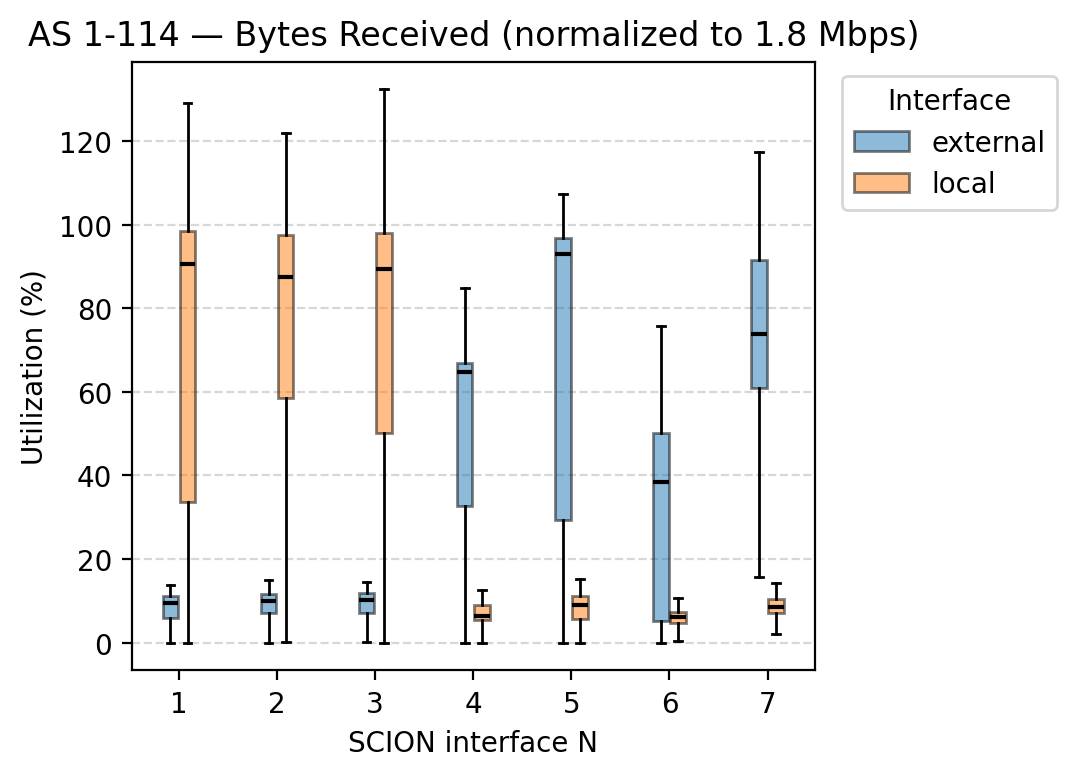 AS 1-114 — Bytes Received (normalized to 1.8 Mbps)
Interface
external
local
Utilization (%)
120
100
80
60
40
20
0
1 2 3 4 5 6 7
SCION interface N